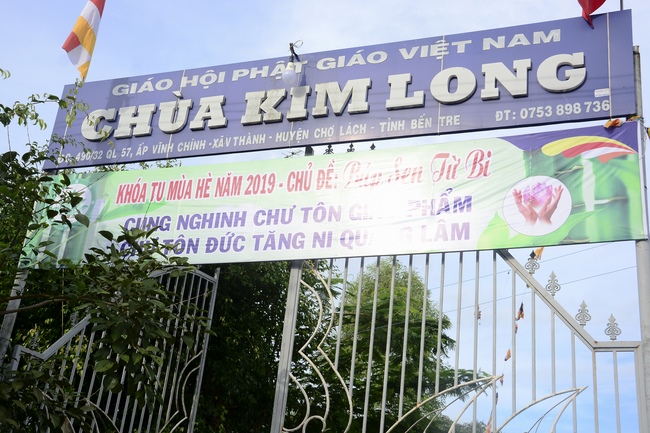 GIÁO HỘI PHẬT GIÁO VIỆT NAM
CHÙA KIM LONG
490/32 QL 57, ẤP VĨNH CHÍNH - XÃ VĨNH THÀNH - HUYỆN CHỢ LÁCH - TỈNH BẾN TRE ĐT: 0753 898 736
KHÓA TU MÙA HÈ NĂM 2019 - CHỦ ĐỀ: Búp Sen Từ Bi
CUNG NGHINH CHƯ TÔN PHẨM
TÔN ĐỨC TĂNG NI QUANG LÂM